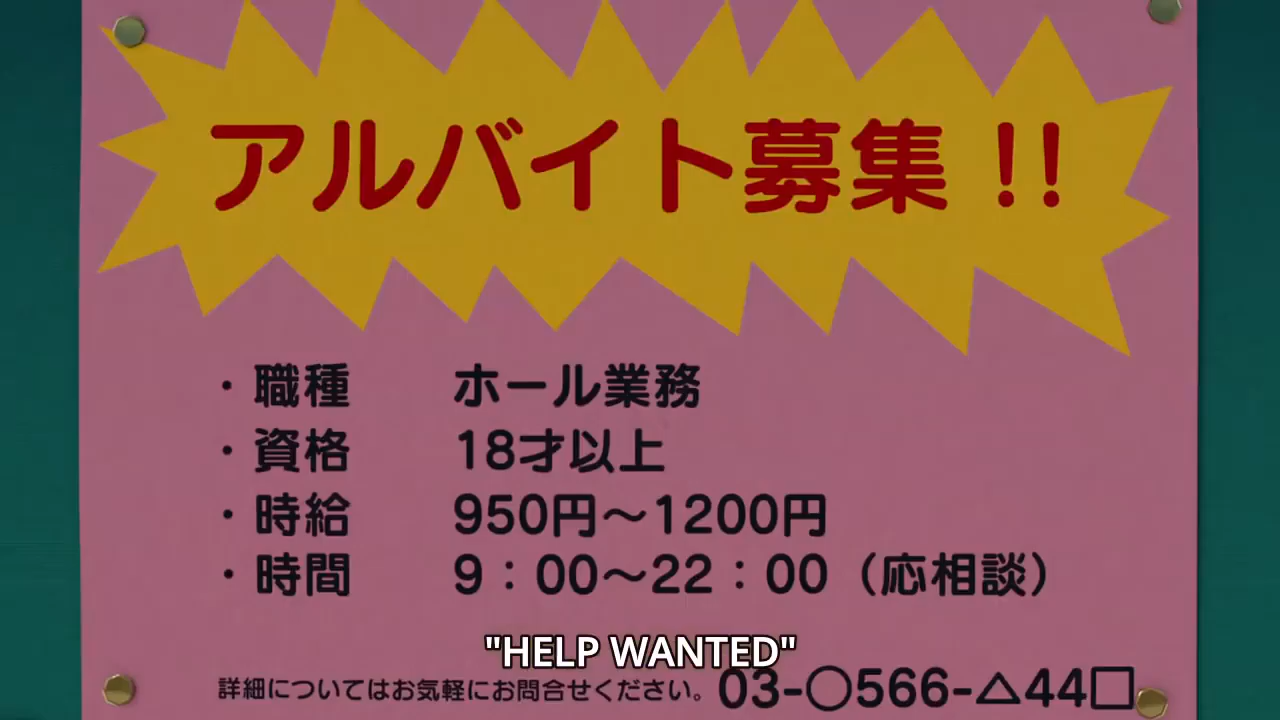 アルバイト募集!!
・職種 ホール業務
・資格 18才以上
・時給 950円～1200円
・時間 9：00～22：00（応相談）
"HELP WANTED"
詳細についてはお気軽にお問合せください。 03-○566-△44□